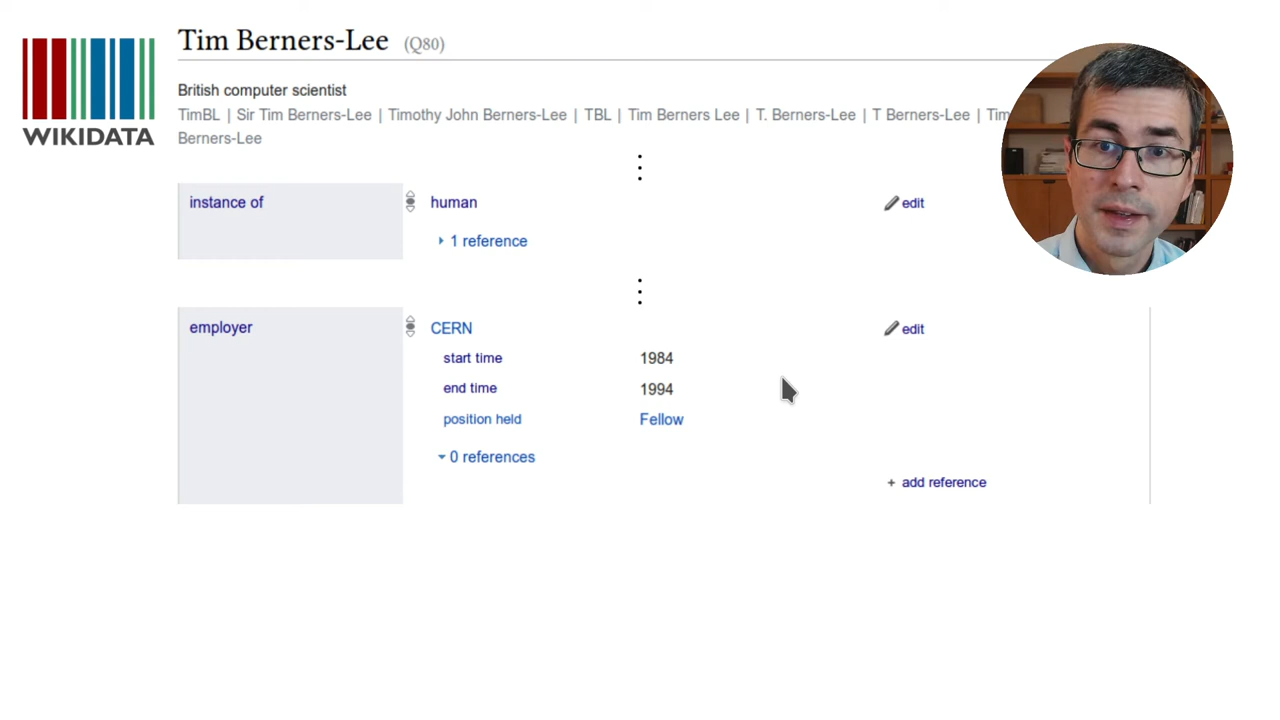 Tim Berners-Lee (Q80)
WIKIDATA
British computer scientist
TimBL | Sir Tim Berners-Lee | Timothy John Berners-Lee | TBL | Tim Berners Lee | T. Berners-Lee | T Berners-Lee | Tim
Berners-Lee
instance of
human
edit
1 reference
employer
CERN
edit
start time 1984
end time 1994
position held Fellow
0 references
+ add reference